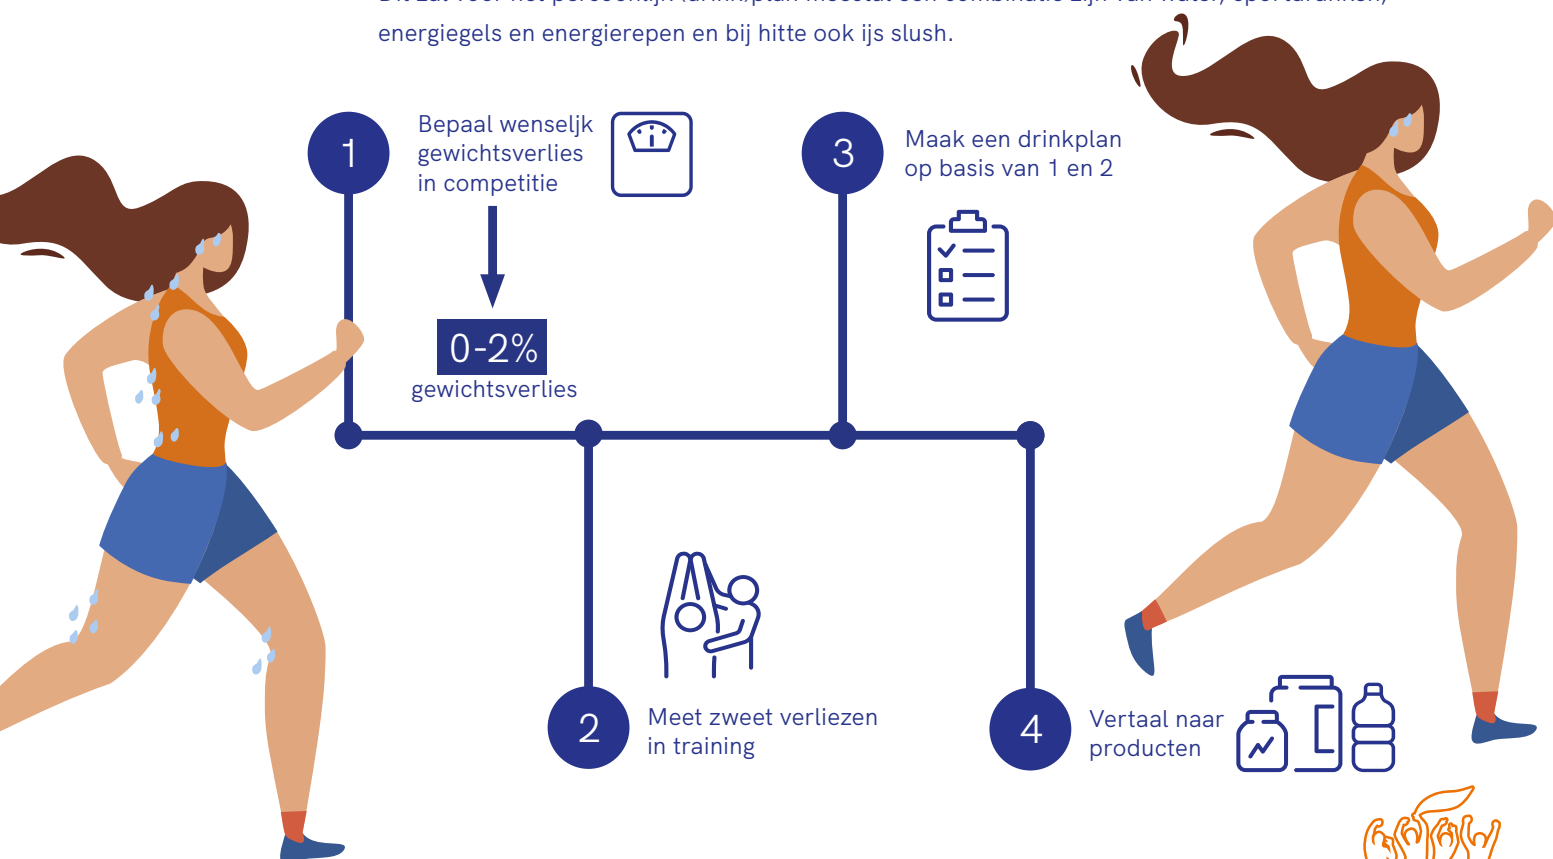 energiegels en energierepen en bij hitte ook ijs slush.
1
Bepaal wenseljk
gewichtsverlies
in competitie
0-2%
gewichtsverlies
3
Maak een drinkplan
op basis van 1 en 2
2
Meet zweet verliezen
in training
4
Vertaal naar
producten